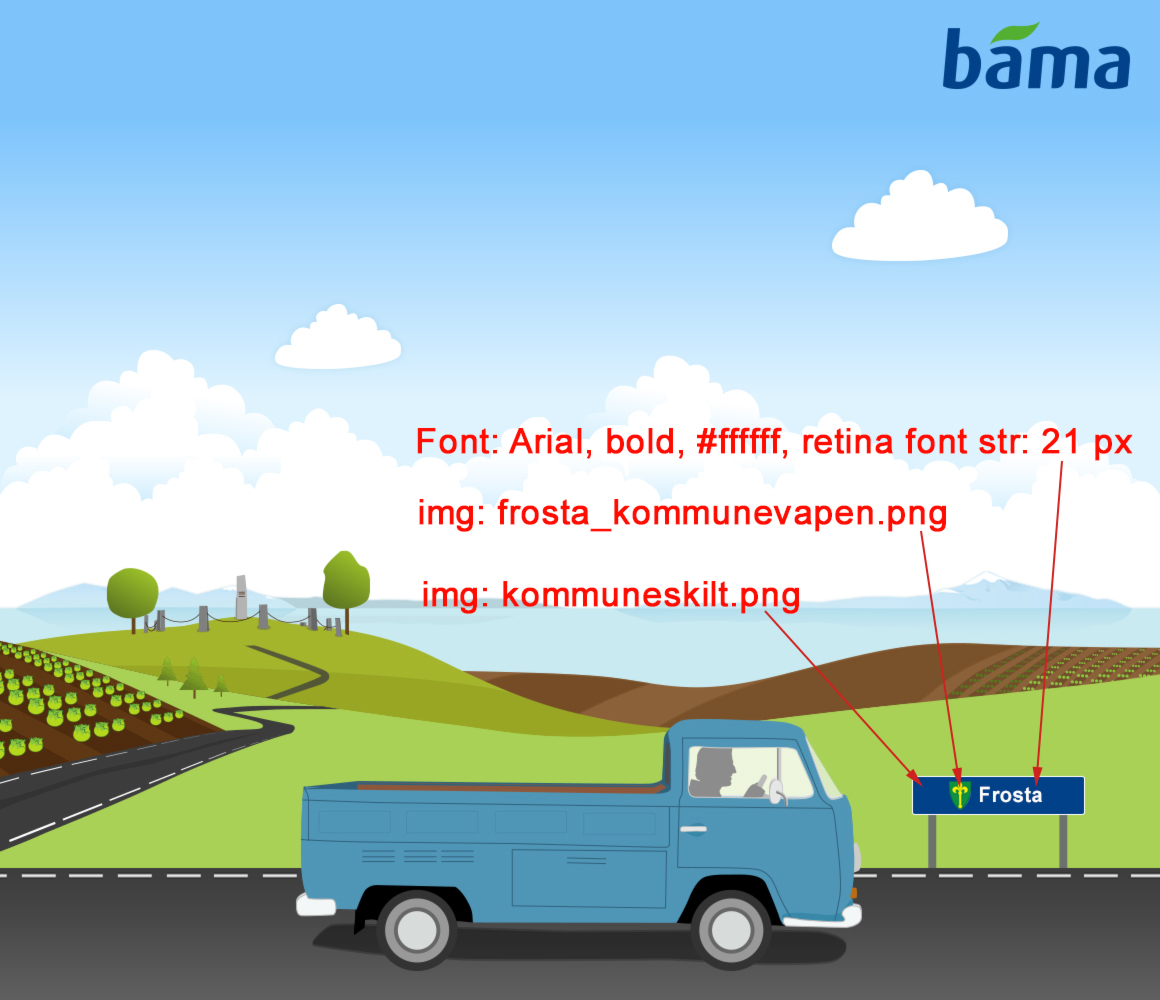 bama
Font: Arial, bold, #ffffff, retina font str: 21 px
img: frosta_kommunevapen.png
img: kommuneskilt.png
Frosta